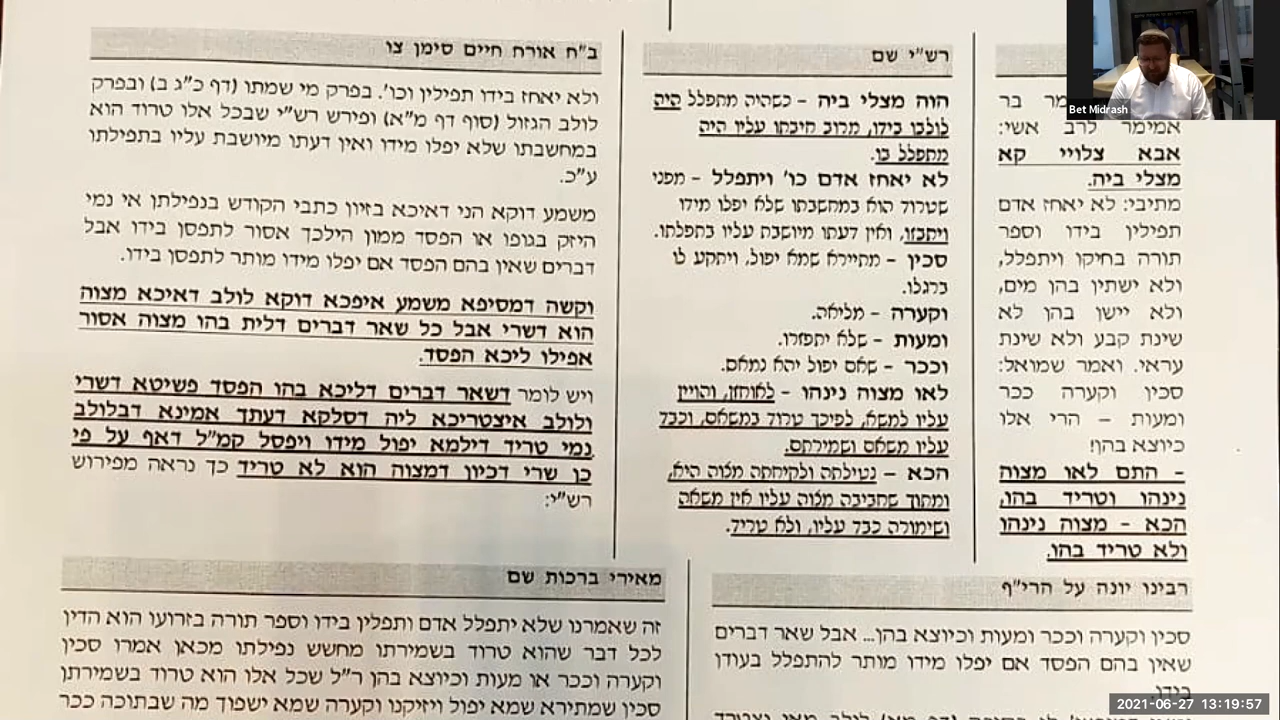 מר בר
אמימר לרב אשי:
אבא צלויי קא
מצלי ביה.
מתיבי: לא יאחז אדם
תפילין בידו וספר
תורה בחיקו ויתפלל,
ולא ישתין בהן מים,
ולא יישן בהן לא
שינת קבע ולא שינת
עראי. ואמר שמואל:
סכין וקערה ככר
ומעות – הרי אלו
כיוצא בהן!
– התם לאו מצוה
נינהו וטריד בהו,
הכא – מצוה נינהו
ולא טריד בהו.
רש״י שם
הוה מצלי ביה – כשהיה מתפלל היה
לולבו בידו, מרוב חיבתו עליו היה
מתפלל בו.
לא יאחז אדם כו׳ ויתפלל – מפני
שטרוד הוא במחשבתו שלא יפלו מידו
ויתבזו, ואין דעתו מיושבת עליו בתפלתו.
סכין – מתיירא שמא יפול, ויתקע לו
ברגלו.
וקערה – מליאה.
ומעות – שלא יתפזרו.
וככר – שאם יפול יהא נמאס.
לאו מצוה נינהו – לאוחזן, והויין
עליו למשא, לפיכך טרוד במשאם, וכבד
עליו משאם ושמירתם.
הכא – נטילתה ולקיחתה מצוה היא,
ומתוך שחביבה מצוה עליו אין משאה
ושימורה כבד עליו, ולא טריד.
ב״ח אורח חיים סימן צו
ולא יאחז בידו תפילין וכו׳. בפרק מי שמתו (דף כ״ג ב) ובפרק
לולב הגזול (סוף דף מ״א) ופירש רש״י שבכל אלו טרוד הוא
במחשבתו שלא יפלו מידו ואין דעתו מיושבת עליו בתפילתו
ע״כ.
משמע דוקא הני דאיכא בזיון כתבי הקודש בנפילתן אי נמי
היזק בגופו או הפסד ממון הילכך אסור לתפסן בידו אבל
דברים שאין בהם הפסד אם יפלו מידו מותר לתפסן בידו.
וקשה דמסיפא משמע איפכא דוקא לולב דאיכא מצוה
הוא דשרי אבל כל שאר דברים דלית בהו מצוה אסור
אפילו ליכא הפסד.
ויש לומר דשאר דברים דליכא בהו הפסד פשיטא דשרי
ולולב איצטריכא ליה דסלקא דעתך אמינא דבלולב
נמי טריד דילמא יפול מידו ויפסל קמ״ל דאף על פי
כן שרי דכיון דמצוה הוא לא טריד כך נראה מפירוש
רש״י:
רבינו יונה על הרי״ף
סכין וקערה וככר ומעות וכיוצא בהן... אבל שאר דברים
שאין בהם הפסד אם יפלו מידו מותר להתפלל בעודן
בידו.
מאירי ברכות שם
זה שאמרנו שלא יתפלל אדם ותפלין בידו וספר תורה בזרועו הוא הדין
לכל דבר שהוא טרוד בשמירתו מחשש נפילתו מכאן אמרו סכין
וקערה וככר או מעות וכיוצא בהן ר״ל שכל אלו הוא טרוד בשמירתן
סכין שמתירא שמא יפול ויזיקנו וקערה שמא ישפוך מה שבתוכה ככר
Bet Midrash
2021-06-27 13:19:57